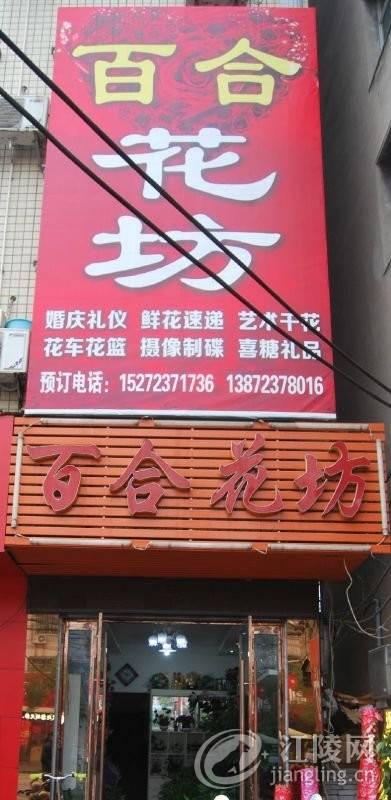 百合
花
坊
婚庆礼仪 鲜花速递 艺术干花
花车花篮 摄像制碟 喜糖礼品
预订电话：15272371736 13872378016
百合花坊
江陵网
jiangling.cn